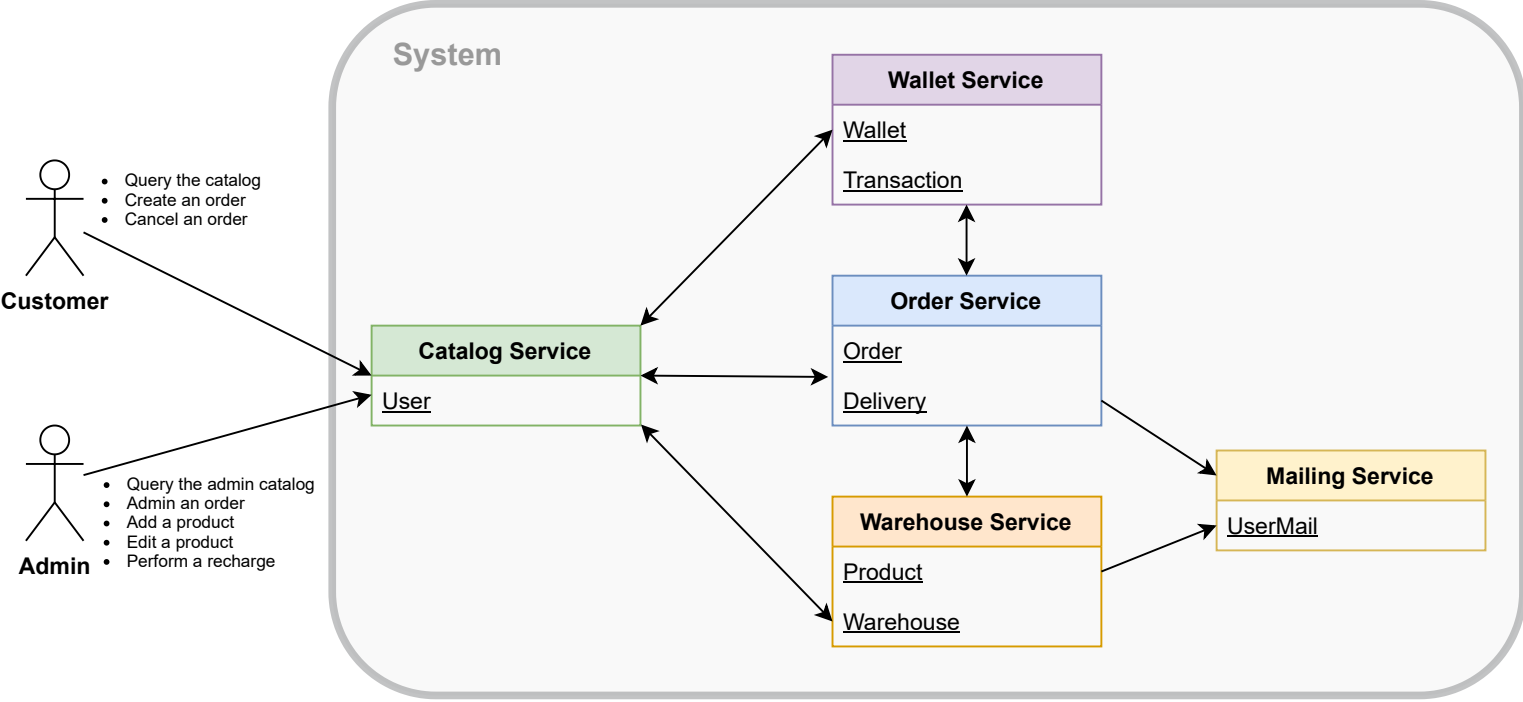 System
Wallet Service
Wallet
Transaction
Query the catalog
Create an order
Cancel an order
Customer
Order Service
Order
Delivery
Catalog Service
User
Query the admin catalog
Admin an order
Add a product
Edit a product
Perform a recharge
Admin
Warehouse Service
Product
Warehouse
Mailing Service
UserMail